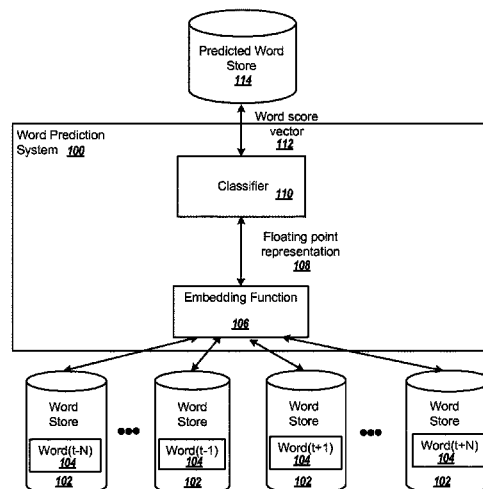 Predicted Word
Store
114
Word score
vector
112
Word Prediction
System 100
Classifier
110
Floating point
representation
108
Embedding Function
106
Word
Store
Word(t-N)
104
102
Word
Store
Word(t-1)
104
102
Word
Store
Word(t+1)
104
102
Word
Store
Word(t+N)
104
102